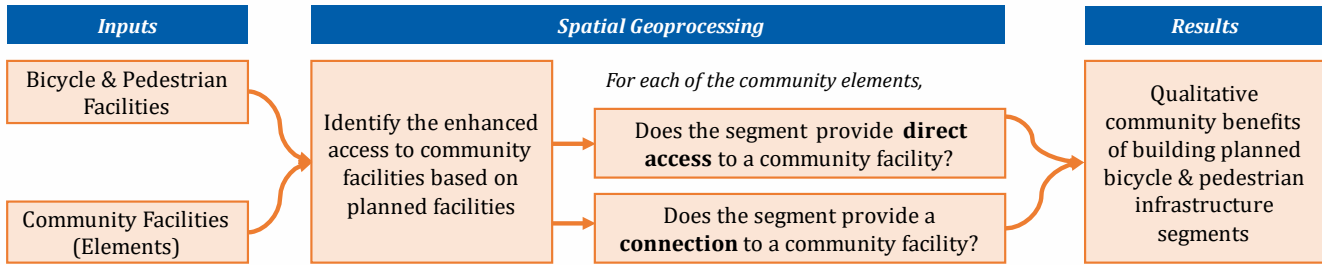 Inputs
Spatial Geoprocessing
Results
Bicycle & Pedestrian
Facilities
Community Facilities
(Elements)
Identify the enhanced
access to community
facilities based on
planned facilities
For each of the community elements,
Does the segment provide direct
access to a community facility?
Does the segment provide a
connection to a community facility?
Qualitative
community benefits
of building planned
bicycle & pedestrian
infrastructure
segments